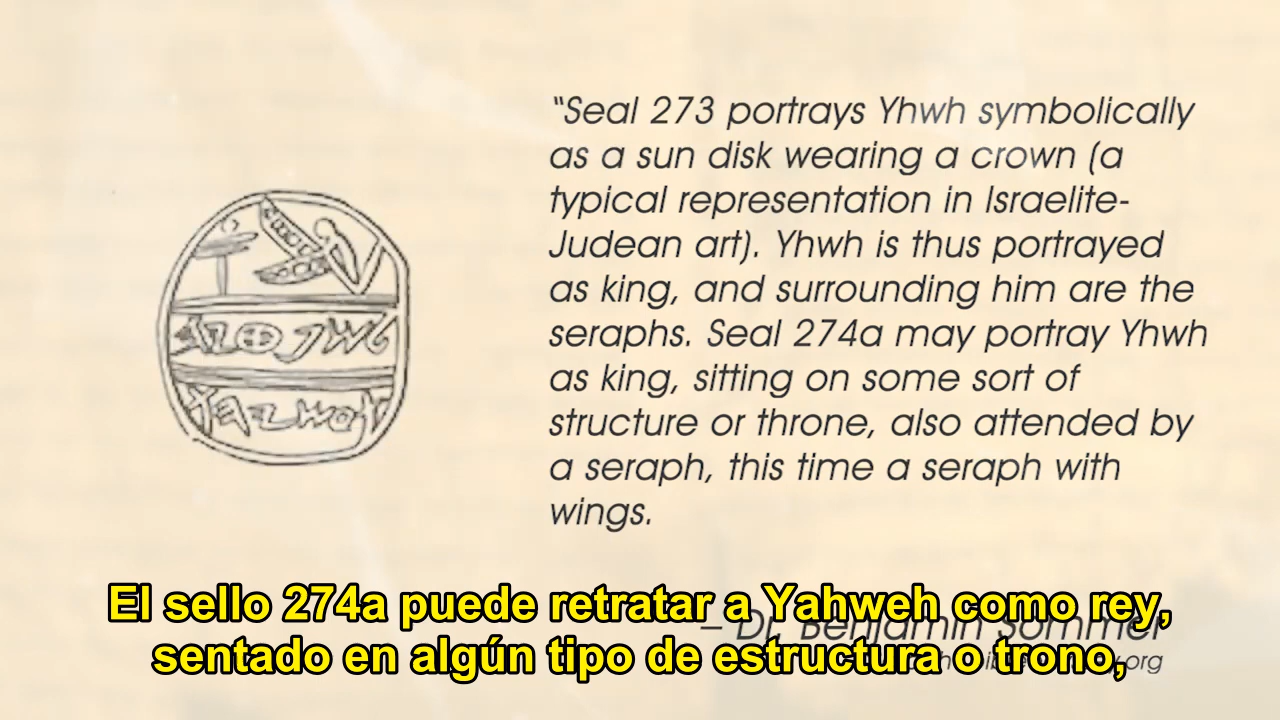 “Seal 273 portrays Yhwh symbolically
as a sun disk wearing a crown (a
typical representation in Israelite-
Judean art). Yhwh is thus portrayed
as king, and surrounding him are the
seraphs. Seal 274a may portray Yhwh
as king, sitting on some sort of
structure or throne, also attended by
a seraph, this time a seraph with
wings.
– Dr. Benjamin Sommer
El sello 274a puede retratar a Yahweh como rey,
sentado en algún tipo de estructura o trono,